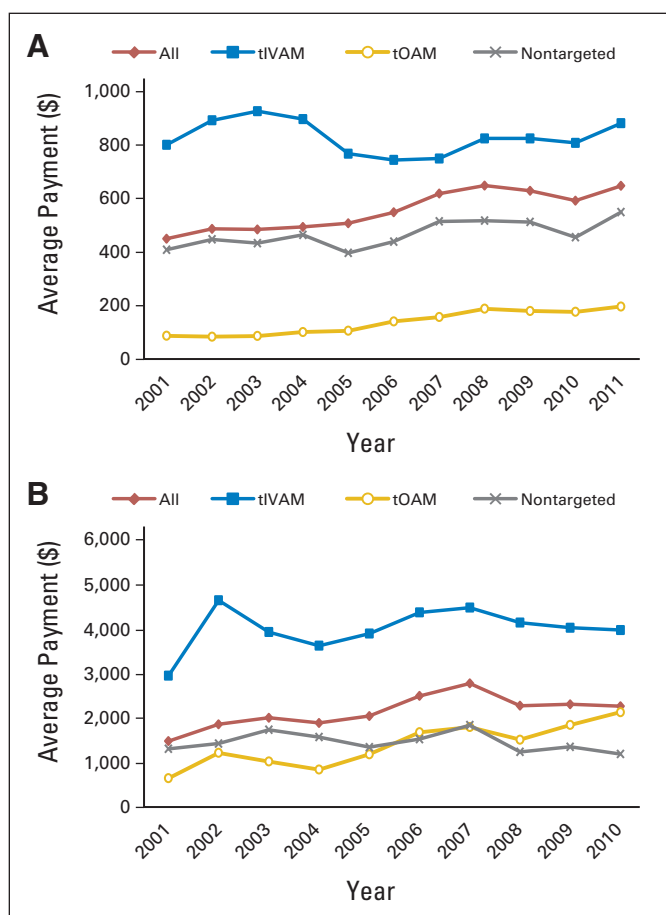 A
All tIVAM tOAM Nontargeted
Average Payment ($)
1,000
800
600
400
200
0
2001 2002 2003 2004 2005 2006 2007 2008 2009 2010 2011
Year
B
All tIVAM tOAM Nontargeted
Average Payment ($)
6,000
5,000
4,000
3,000
2,000
1,000
0
2001 2002 2003 2004 2005 2006 2007 2008 2009 2010
Year